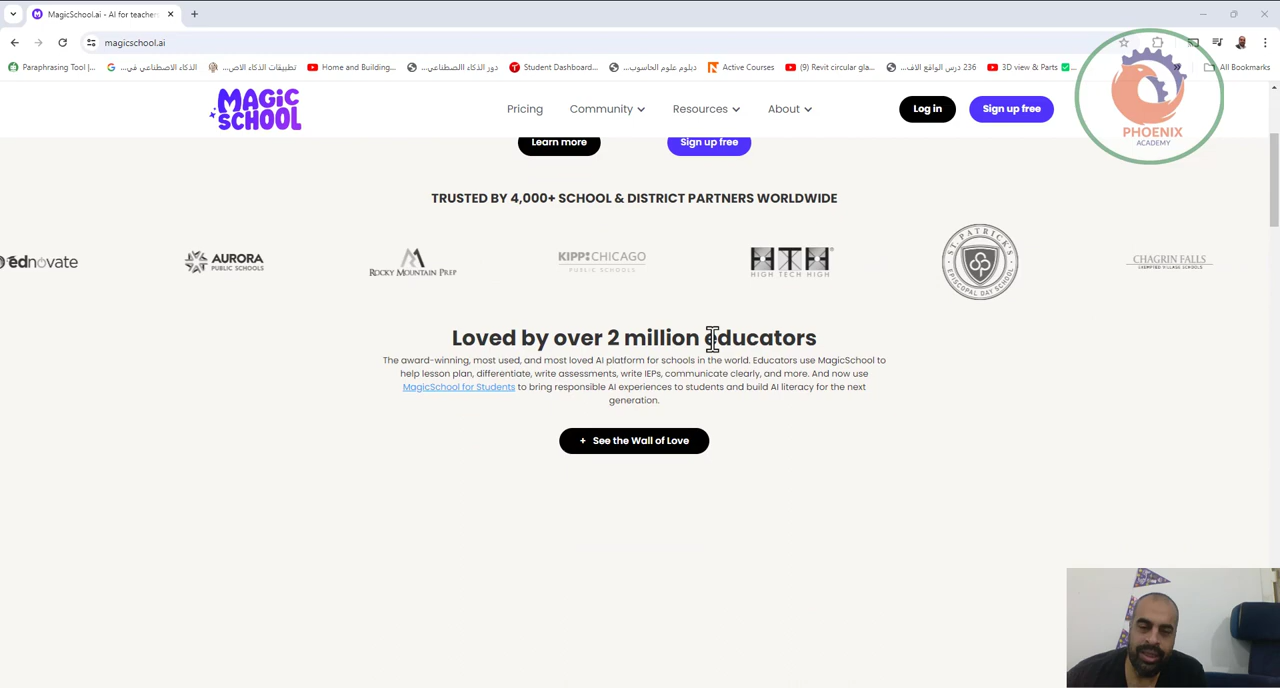 MagicSchool.ai - AI for teachers
magicschool.ai
Paraphrasing Tool |...
الذكاء الاصطناعي في...
تطبيقات الذكاء الاص...
Home and Building...
دور الذكاء الاصطناعي...
Student Dashboard...
دبلوم علوم الحاسوب...
Active Courses
(9) Revit circular gla...
236 درس الواقع الاف...
3D view & Parts
All Bookmarks
MAGIC SCHOOL
Pricing
Community
Resources
About
Log in
Sign up free
PHOENIX
ACADEMY
Learn more
Sign up free
TRUSTED BY 4,000+ SCHOOL & DISTRICT PARTNERS WORLDWIDE
ednovate
AURORA
PUBLIC SCHOOLS
ROCKY MOUNTAIN PREP
KIPP:CHICAGO
PUBLIC SCHOOLS
HTH
HIGH TECH HIGH
ST. PATRICK'S
EPISCOPAL DAY SCHOOL
CHAGRIN FALLS
EXEMPTED VILLAGE SCHOOLS
Loved by over 2 million educators
The award-winning, most used, and most loved AI platform for schools in the world. Educators use MagicSchool to
help lesson plan, differentiate, write assessments, write IEPs, communicate clearly, and more. And now use
MagicSchool for Students to bring responsible AI experiences to students and build AI literacy for the next
generation.
+ See the Wall of Love